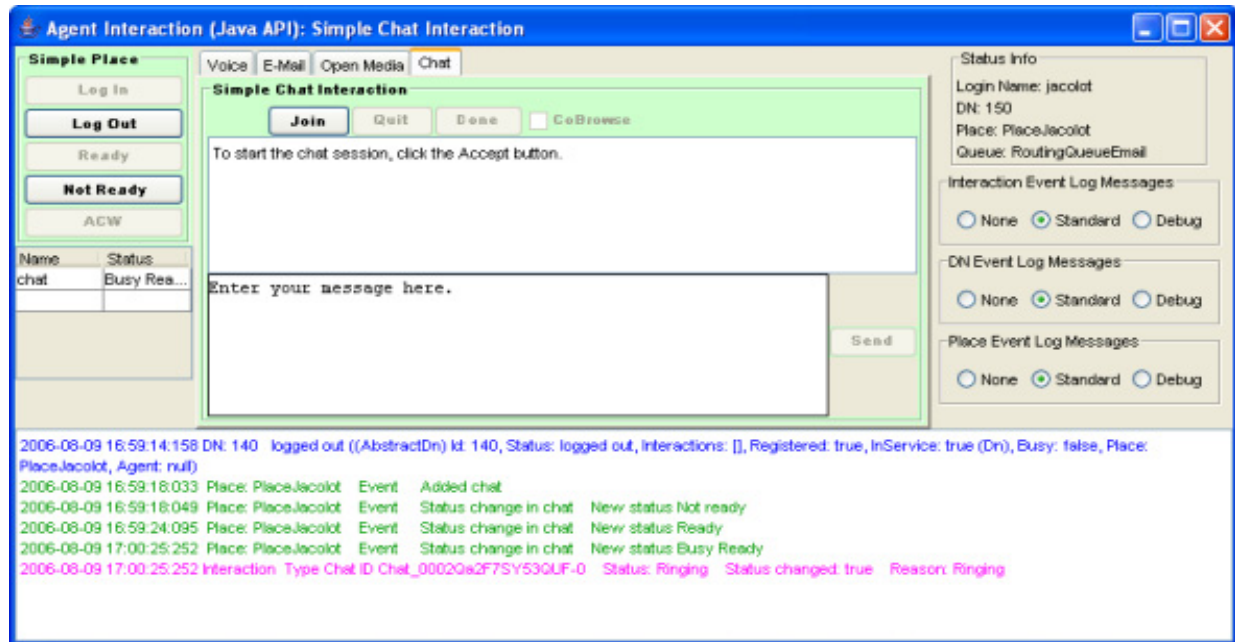 Agent Interaction (Java API): Simple Chat Interaction
Simple Place
Log In
Log Out
Ready
Not Ready
ACW
Name Status
chat Busy Rea...
Voice E-Mail Open Media Chat
Simple Chat Interaction
Join Quit Done CoBrowse
To start the chat session, click the Accept button.
Enter your message here.
Send
Status Info
Login Name: jacolot
DN: 150
Place: PlaceJacolot
Queue: RoutingQueueEmail
Interaction Event Log Messages
None Standard Debug
DN Event Log Messages
None Standard Debug
Place Event Log Messages
None Standard Debug
2006-08-09 16:59:14:158 DN: 140 logged out ((AbstractDn) Id: 140, Status: logged out, Interactions: [], Registered: true, InService: true (Dn), Busy: false, Place:
PlaceJacolot, Agent: null)
2006-08-09 16:59:18:033 Place: PlaceJacolot Event Added chat
2006-08-09 16:59:18:049 Place: PlaceJacolot Event Status change in chat New status Not ready
2006-08-09 16:59:24:095 Place: PlaceJacolot Event Status change in chat New status Ready
2006-08-09 17:00:25:252 Place: PlaceJacolot Event Status change in chat New status Busy Ready
2006-08-09 17:00:25:252 Interaction Type Chat ID Chat_0002Qa2F7SY53QUF-0 Status: Ringing Status changed: true Reason: Ringing